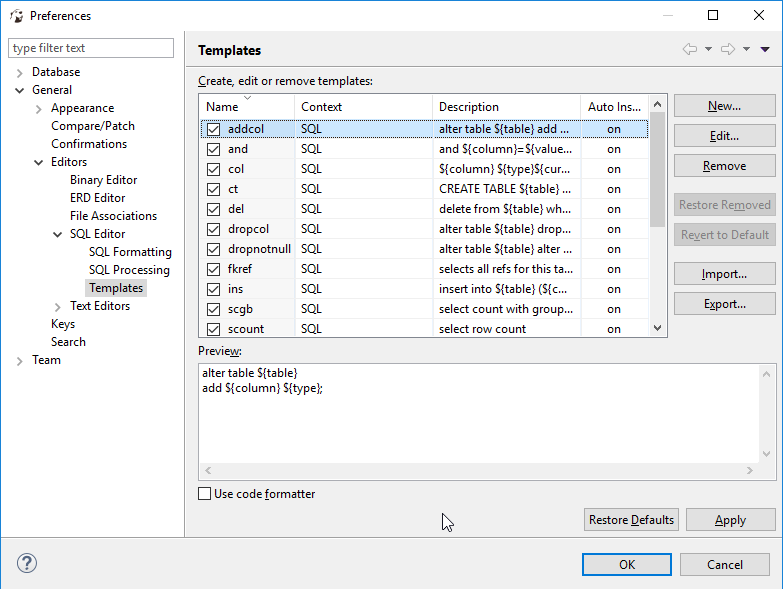 Preferences
type filter text
Database
General
Appearance
Compare/Patch
Confirmations
Editors
Binary Editor
ERD Editor
File Associations
SQL Editor
SQL Formatting
SQL Processing
Templates
Text Editors
Keys
Search
Team
Templates
Create, edit or remove templates:
Name Context Description Auto Ins...
addcol SQL alter table ${table} add ... on
and SQL and ${column}=${value... on
col SQL ${column} ${type}${cur... on
ct SQL CREATE TABLE ${table} ... on
del SQL delete from ${table} wh... on
dropcol SQL alter table ${table} drop... on
dropnotnull SQL alter table ${table} alter ... on
fkref SQL selects all refs for this ta... on
ins SQL insert into ${table} (${c... on
scgb SQL select count with group... on
scount SQL select row count on
New...
Edit...
Remove
Restore Removed
Revert to Default
Import...
Export...
Preview:
alter table ${table}
add ${column} ${type};
Use code formatter
Restore Defaults Apply
? OK Cancel